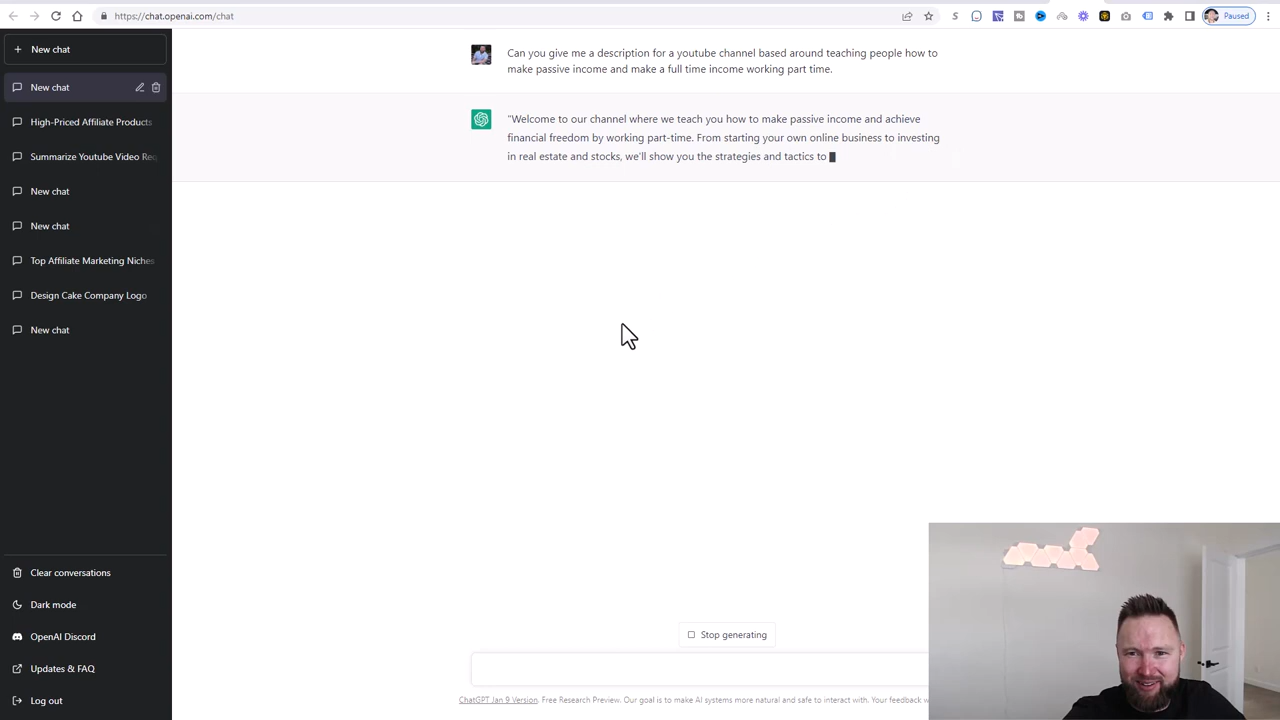 https://chat.openai.com/chat
Paused
New chat
New chat
High-Priced Affiliate Products
Summarize Youtube Video Req
New chat
New chat
Top Affiliate Marketing Niches
Design Cake Company Logo
New chat
Clear conversations
Dark mode
OpenAI Discord
Updates & FAQ
Log out
Can you give me a description for a youtube channel based around teaching people how to
make passive income and make a full time income working part time.
"Welcome to our channel where we teach you how to make passive income and achieve
financial freedom by working part-time. From starting your own online business to investing
in real estate and stocks, we'll show you the strategies and tactics to
Stop generating
ChatGPT Jan 9 Version. Free Research Preview. Our goal is to make AI systems more natural and safe to interact with. Your feedback w